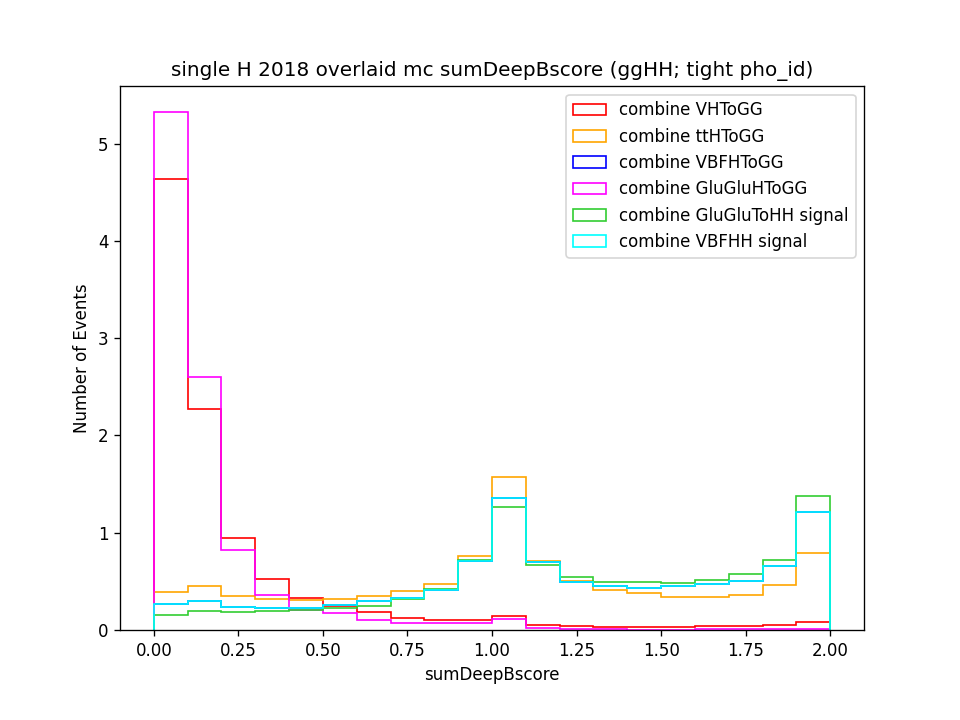 single H 2018 overlaid mc sumDeepBscore (ggHH; tight pho_id)
combine VHToGG
combine ttHToGG
combine VBFHToGG
combine GluGluHToGG
combine GluGluToHH signal
combine VBFHH signal
Number of Events
5
4
3
2
1
0
0.00 0.25 0.50 0.75 1.00 1.25 1.50 1.75 2.00
sumDeepBscore